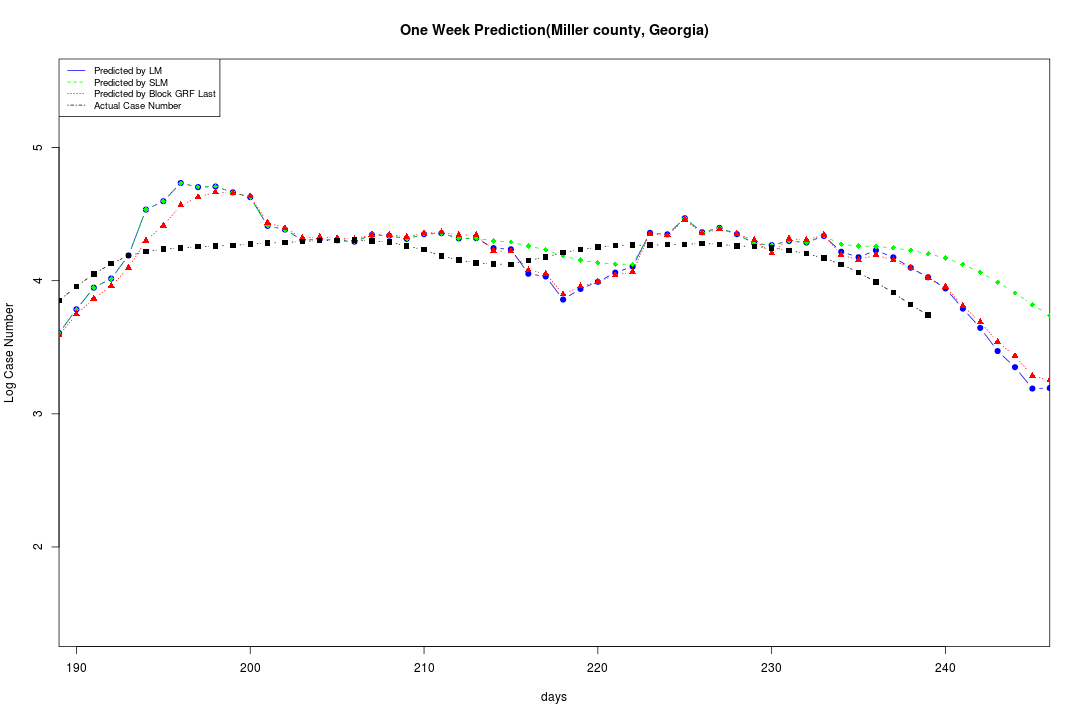 One Week Prediction(Miller county, Georgia)
Predicted by LM
Predicted by SLM
Predicted by Block GRF Last
Actual Case Number
5
4
3
2
Log Case Number
190 200 210 220 230 240
days